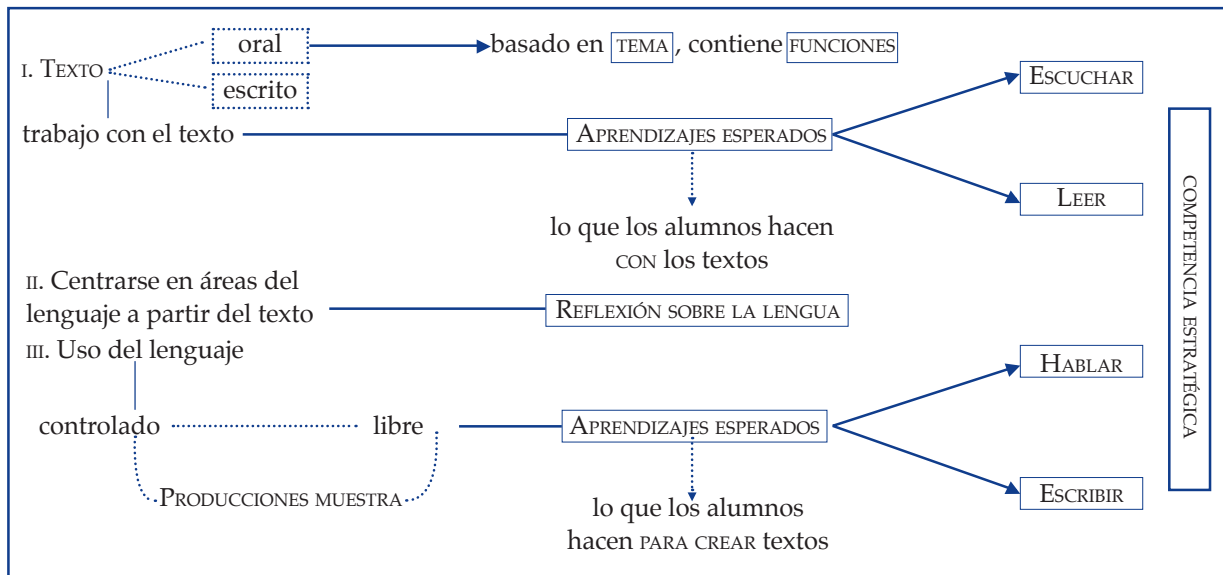 I. TEXTO
oral
escrito
basado en TEMA, contiene FUNCIONES
trabajo con el texto
APRENDIZAJES ESPERADOS
ESCUCHAR
LEER
lo que los alumnos hacen
CON los textos
II. Centrarse en áreas del
lenguaje a partir del texto
REFLEXIÓN SOBRE LA LENGUA
III. Uso del lenguaje
controlado
libre
PRODUCCIONES MUESTRA
APRENDIZAJES ESPERADOS
HABLAR
ESCRIBIR
lo que los alumnos
hacen PARA CREAR textos
COMPETENCIA ESTRATÉGICA